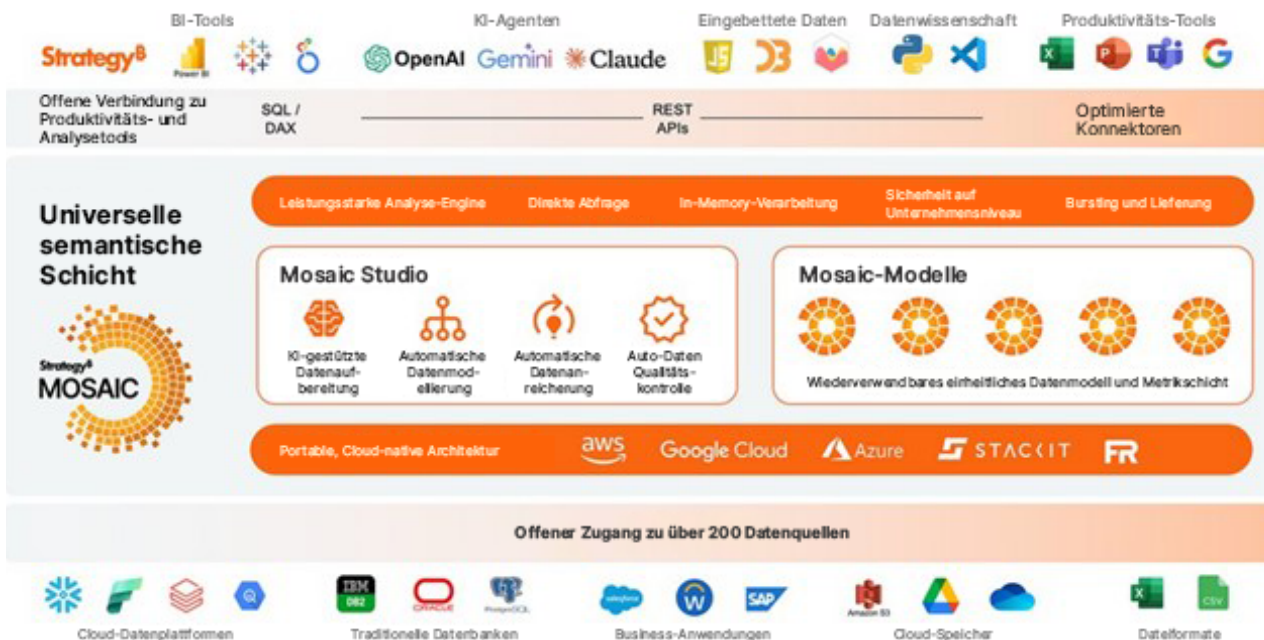 BI-Tools
KI-Agenten
Eingebettete Daten
Datenwissenschaft
Produktivitäts-Tools
StrategyB
Power BI
OpenAI
Gemini
Claude
JS
Offene Verbindung zu
Produktivitäts- und
Analysetools
SQL /
DAX
REST
APIs
Optimierte
Konnektoren
Universelle
semantische
Schicht
StrategyB
MOSAIC
Leistungsstarke Analyse-Engine
Direkte Abfrage
In-Memory-Verarbeitung
Sicherheit auf
Unternehmensniveau
Bursting und Lieferung
Mosaic Studio
KI-gestützte
Datenauf-
bereitung
Automatische
Datenmod-
ellierung
Automatische
Datenan-
reicherung
Auto-Daten
Qualitäts-
kontrolle
Mosaic-Modelle
Wiederverwendbares einheitliches Datenmodell und Metrikschicht
Portable, Cloud-native Architektur
aws
Google Cloud
Azure
STACKIT
FR
Offener Zugang zu über 200 Datenquellen
IBM
DB2
ORACLE
PostgreSQL
salesforce
SAP
Amazon S3
CSV
Cloud-Datenplattformen
Traditionelle Datenbanken
Business-Anwendungen
Cloud-Speicher
Dateiformate